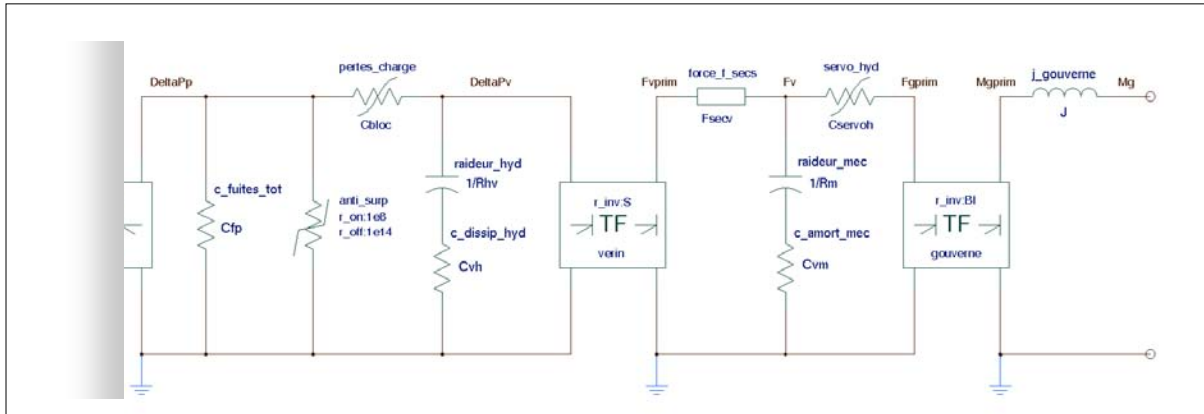 pertes_charge
force_f_secs
servo_hyd
j_gouverne
DeltaPp
DeltaPv
Fvprim
Fv
Fgprim
Mgprim
Mg
Cbloc
Fsecv
Cservoh
J
raideur_hyd
1/Rhv
raideur_mec
1/Rm
c_fuites_tot
Cfp
anti_surp
r_on:1e6
r_off:1e14
r_inv:S
TF
verin
r_inv:Bl
TF
gouverne
c_dissip_hyd
Cvh
c_amort_mec
Cvm